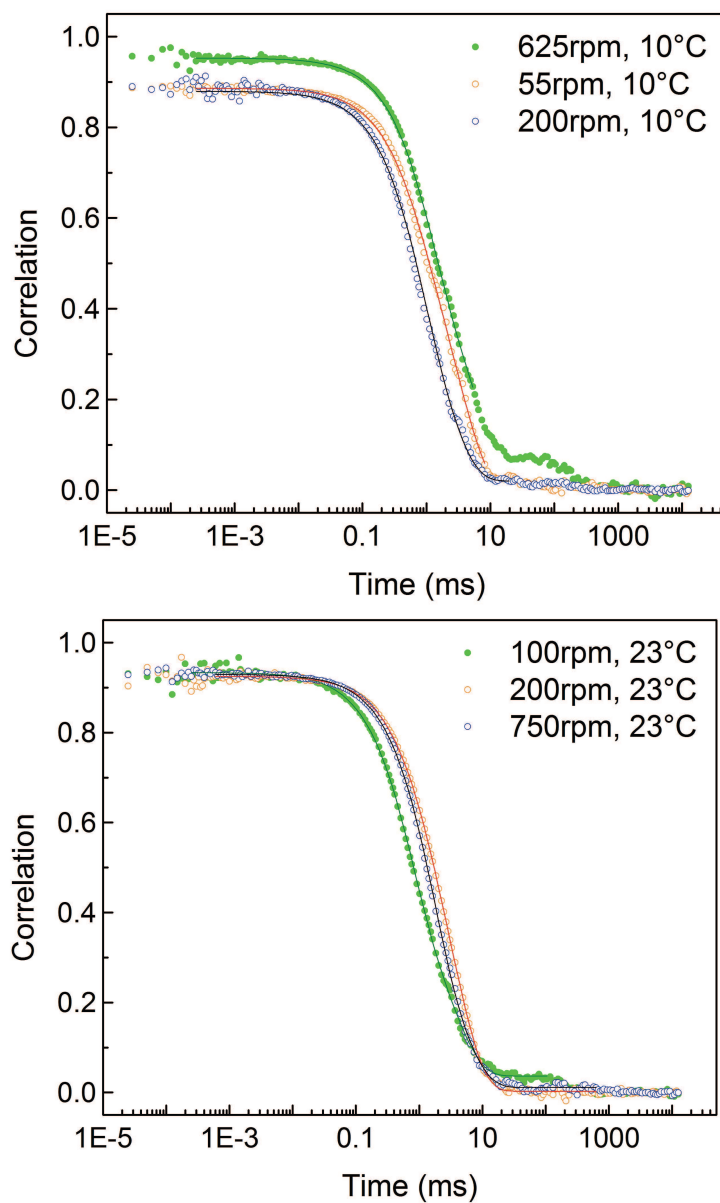 1.0
0.8
0.6
0.4
0.2
0.0
Correlation
625rpm, 10°C
55rpm, 10°C
200rpm, 10°C
1E-5 1E-3 0.1 10 1000
Time (ms)
1.0
0.8
0.6
0.4
0.2
0.0
Correlation
100rpm, 23°C
200rpm, 23°C
750rpm, 23°C
1E-5 1E-3 0.1 10 1000
Time (ms)